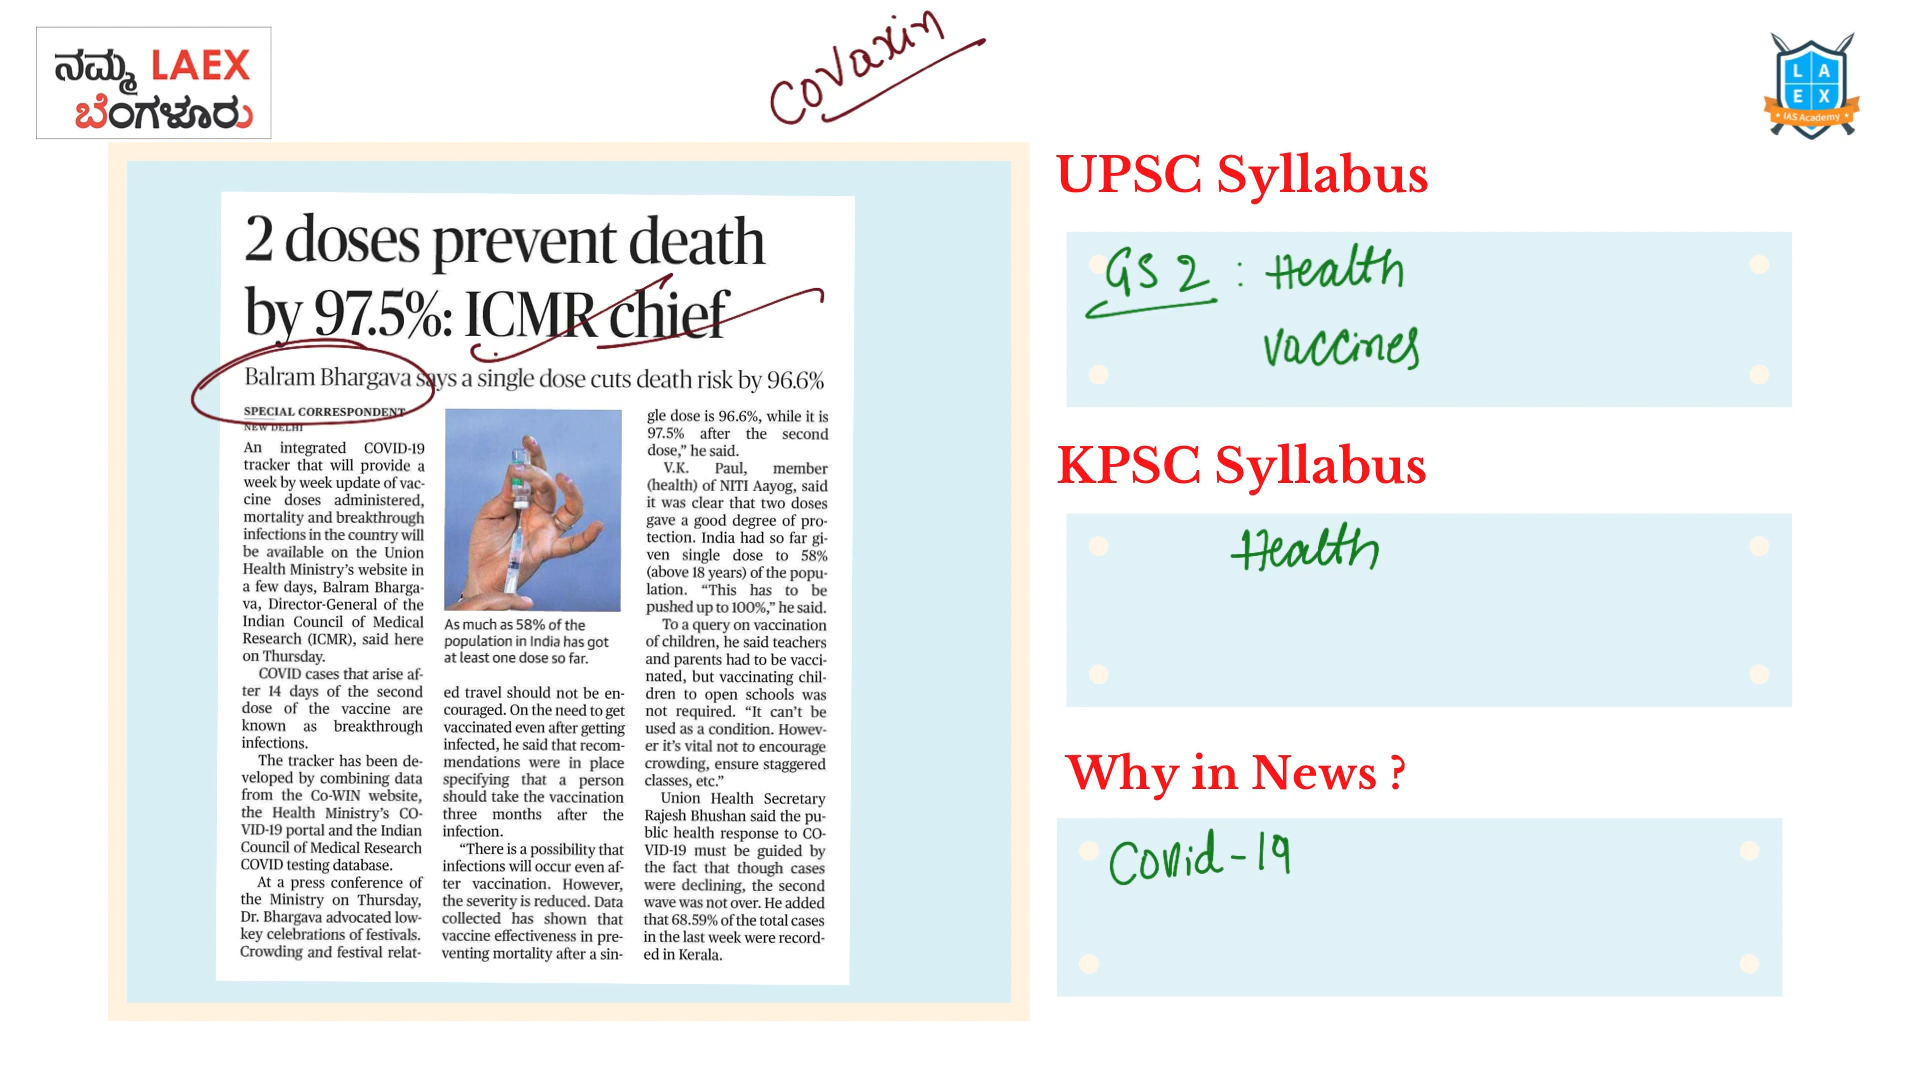 ನಮ್ಮ LAEX
ಬೆಂಗಳೂರು
Covaxin
L A
E X
IAS Academy
2 doses prevent death
by 97.5%: ICMR chief
Balram Bhargava says a single dose cuts death risk by 96.6%
SPECIAL CORRESPONDENT
NEW DELHI
An integrated COVID-19
tracker that will provide a
week by week update of vac-
cine doses administered,
mortality and breakthrough
infections in the country will
be available on the Union
Health Ministry's website in
a few days, Balram Bharga-
va, Director-General of the
Indian Council of Medical
Research (ICMR), said here
on Thursday.
COVID cases that arise af-
ter 14 days of the second
dose of the vaccine are
known as breakthrough
infections.
The tracker has been de-
veloped by combining data
from the Co-WIN website,
the Health Ministry's CO-
VID-19 portal and the Indian
Council of Medical Research
COVID testing database.
At a press conference of
the Ministry on Thursday,
Dr. Bhargava advocated low-
key celebrations of festivals.
Crowding and festival relat-
As much as 58% of the
population in India has got
at least one dose so far.
ed travel should not be en-
couraged. On the need to get
vaccinated even after getting
infected, he said that recom-
mendations were in place
specifying that a person
should take the vaccination
three months after the
infection.
"There is a possibility that
infections will occur even af-
ter vaccination. However,
the severity is reduced. Data
collected has shown that
vaccine effectiveness in pre-
venting mortality after a sin-
gle dose is 96.6%, while it is
97.5% after the second
dose," he said.
V.K. Paul, member
(health) of NITI Aayog, said
it was clear that two doses
gave a good degree of pro-
tection. India had so far gi-
ven single dose to 58%
(above 18 years) of the popu-
lation. "This has to be
pushed up to 100%," he said.
To a query on vaccination
of children, he said teachers
and parents had to be vacci-
nated, but vaccinating chil-
dren to open schools was
not required. "It can't be
used as a condition. Howev-
er it's vital not to encourage
crowding, ensure staggered
classes, etc."
Union Health Secretary
Rajesh Bhushan said the pu-
blic health response to CO-
VID-19 must be guided by
the fact that though cases
were declining, the second
wave was not over. He added
that 68.59% of the total cases
in the last week were record-
ed in Kerala.
UPSC Syllabus
GS 2 : Health
vaccines
KPSC Syllabus
Health
Why in News ?
Covid-19